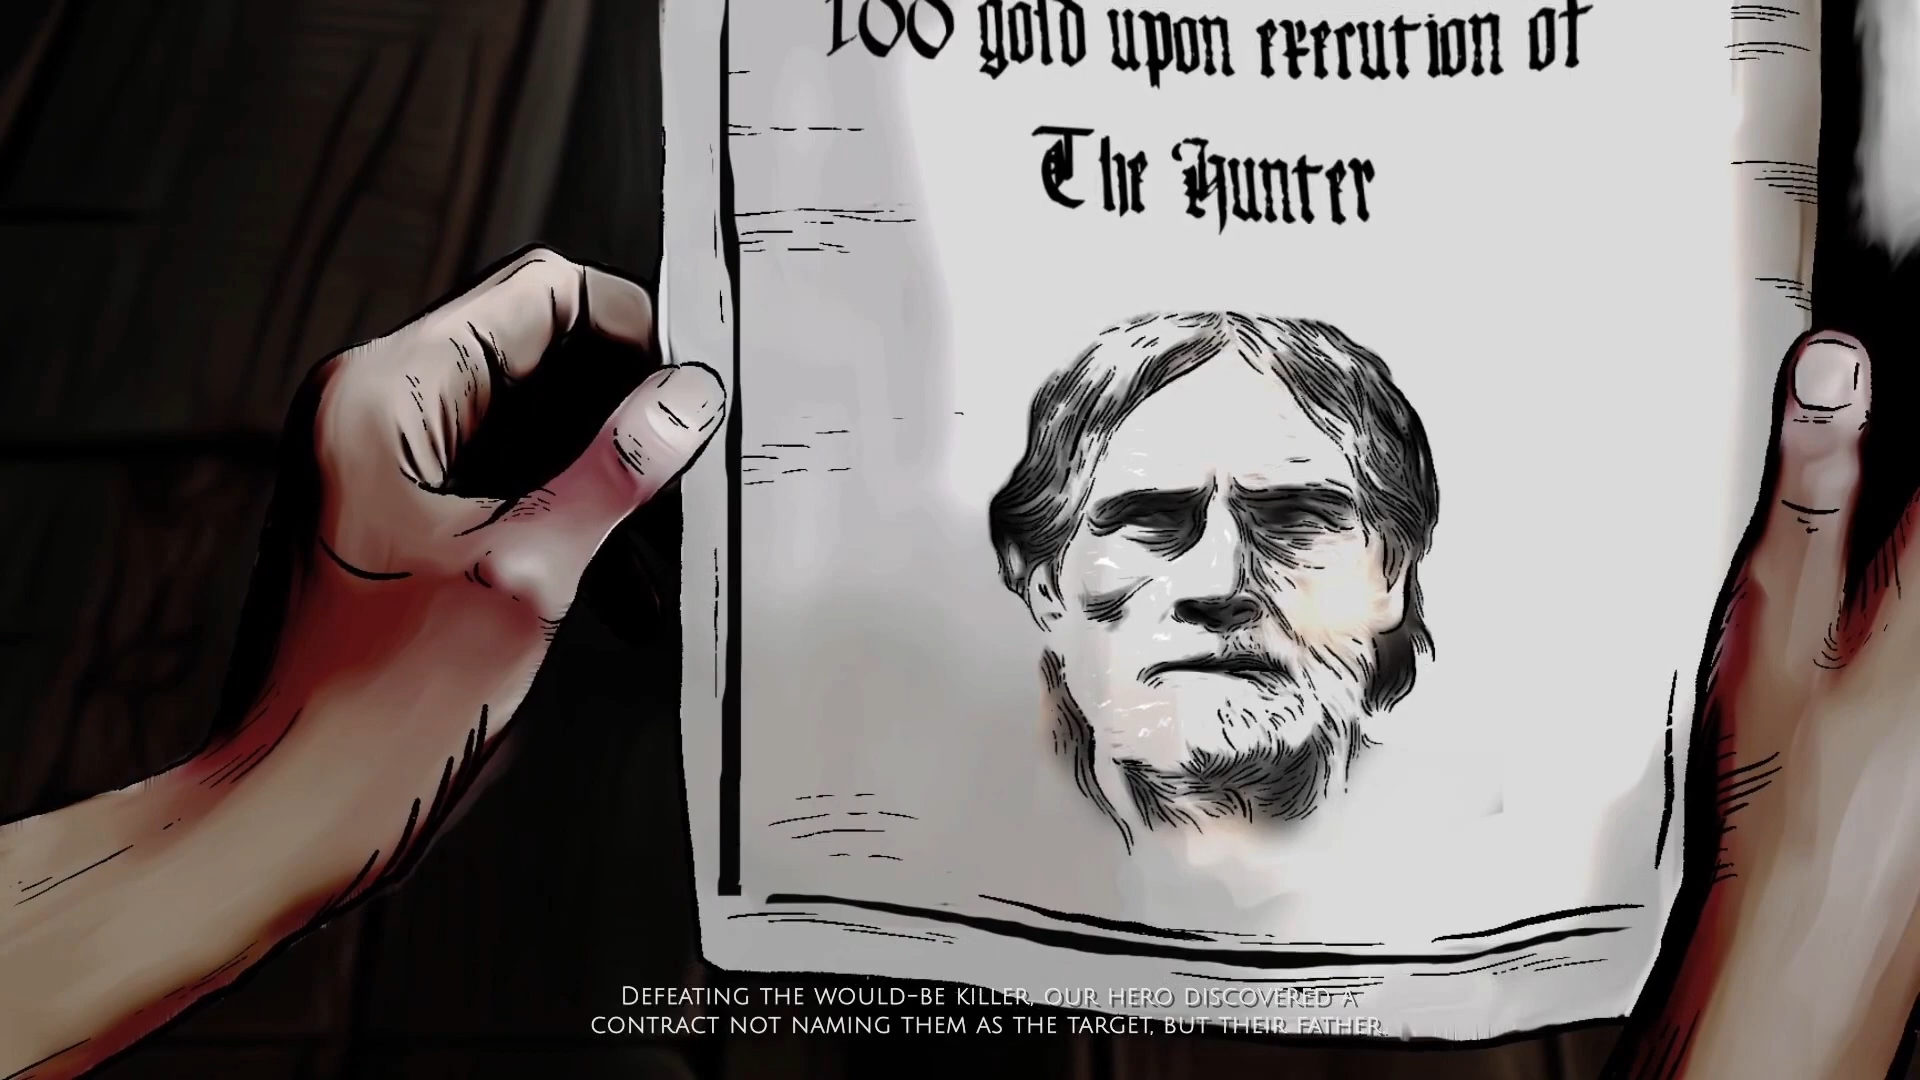 100 gold upon execution of
The Hunter
DEFEATING THE WOULD-BE KILLER, OUR HERO DISCOVERED A
CONTRACT NOT NAMING THEM AS THE TARGET, BUT THEIR FATHER.